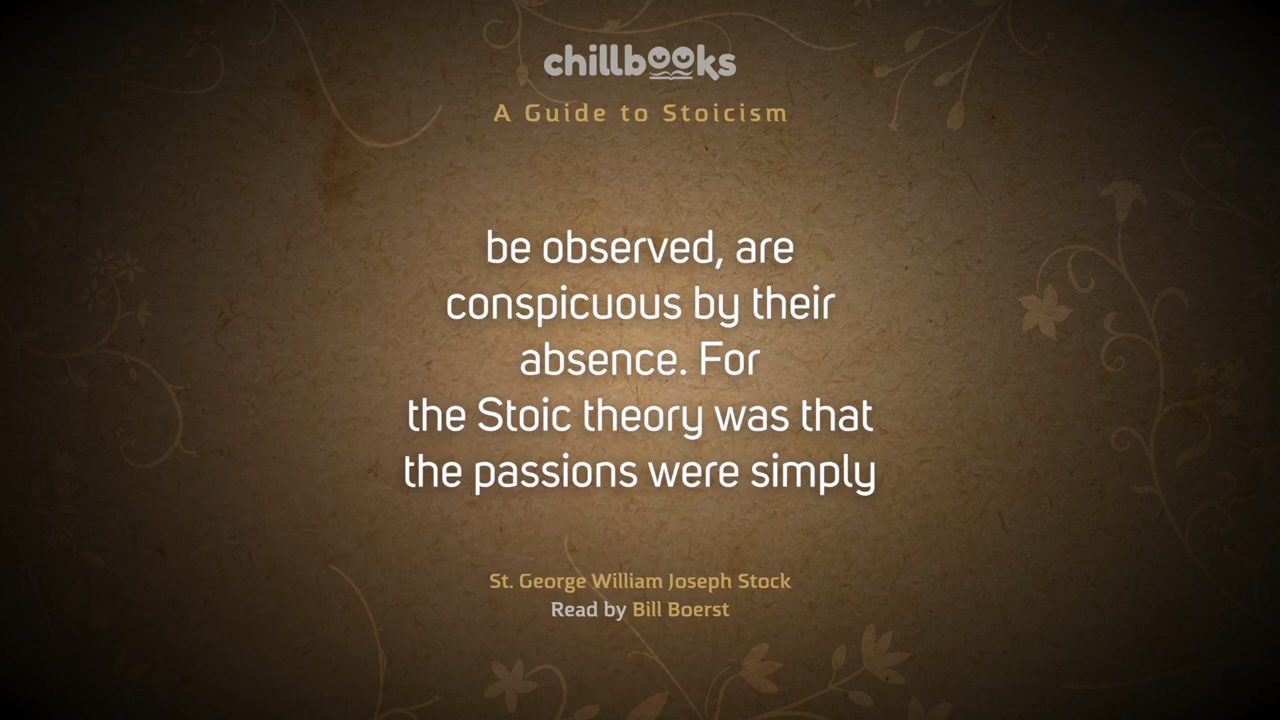 chillbooks
A Guide to Stoicism
be observed, are
conspicuous by their
absence. For
the Stoic theory was that
the passions were simply
St. George William Joseph Stock
Read by Bill Boerst